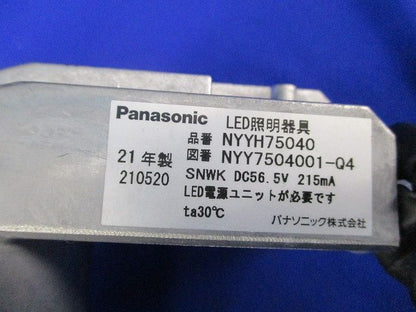 Panasonic LED照明器具
品番 NYYH75040
21年製 図番 NYY7504001-Q4
210520 SNWK DC56.5V 215mA
LED電源ユニットが必要です
ta30℃ パナソニック株式会社